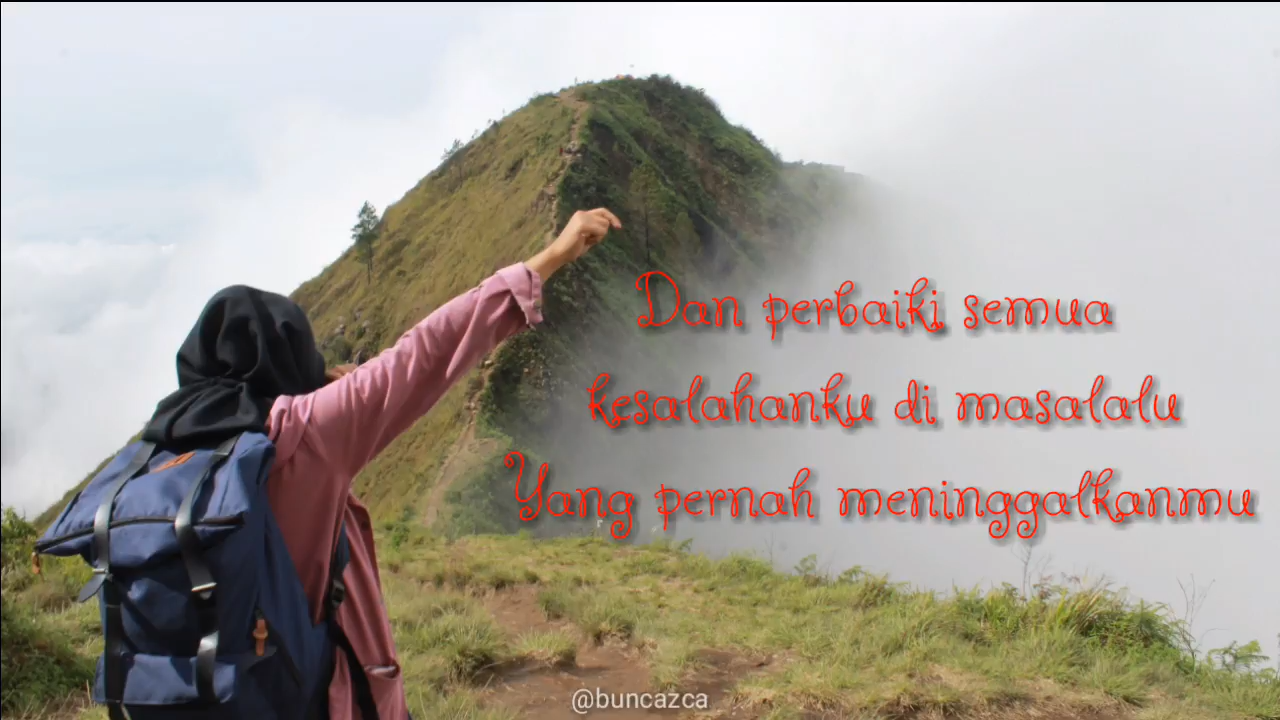 Dan perbaiki semua
kesalahanku di masalalu
Yang pernah meninggalkanmu
@buncazca